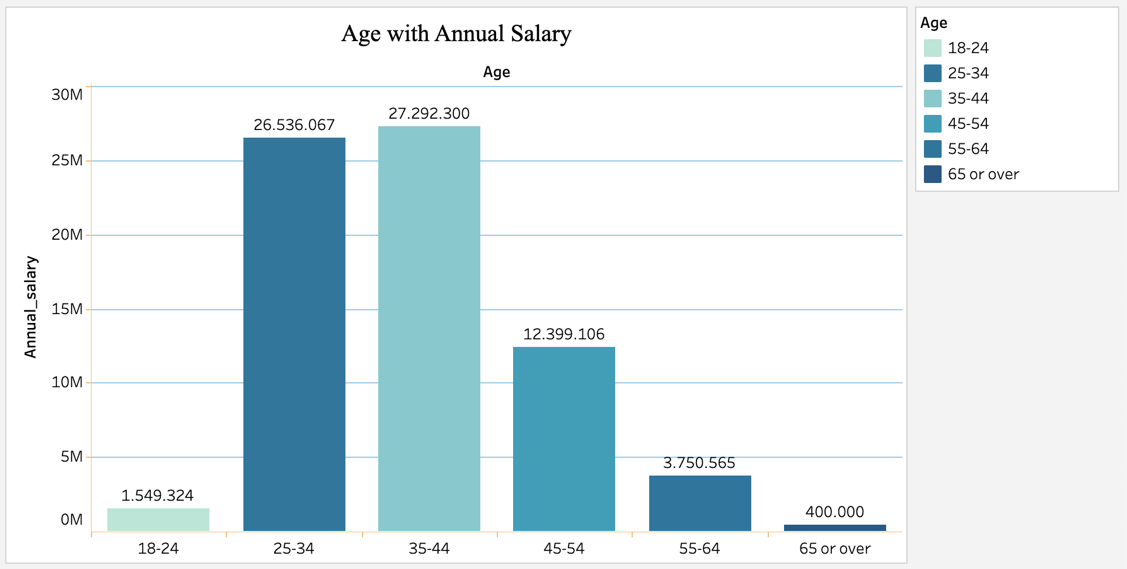 Age with Annual Salary
Age
30M
25M
20M
15M
10M
5M
0M
Annual_salary
1.549.324
26.536.067
27.292.300
12.399.106
3.750.565
400.000
18-24
25-34
35-44
45-54
55-64
65 or over
Age
18-24
25-34
35-44
45-54
55-64
65 or over